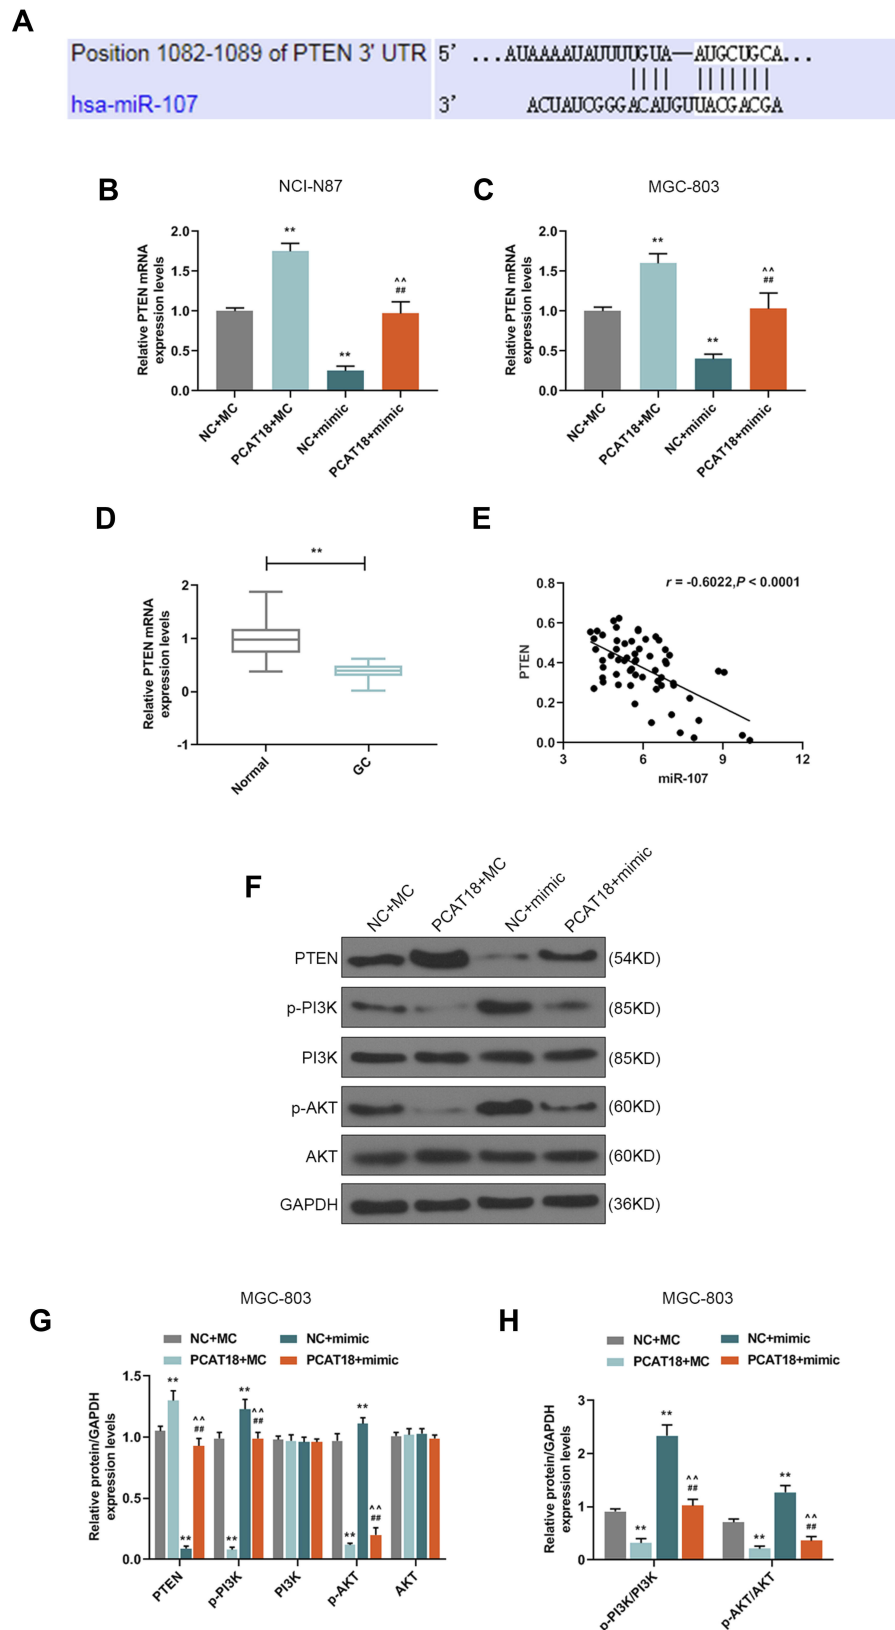 A
Position 1082-1089 of PTEN 3' UTR 5' ...AUAAAAUAUUUUGUA—AUGCUGCA...
hsa-miR-107 3' ACUAUCGGGACAUGUUACGACGA
B
NCI-N87
Relative PTEN mRNA
expression levels
2.0
1.5
1.0
0.5
0.0
**
**
^^
##
NC+MC
PCAT18+MC
NC+mimic
PCAT18+mimic
C
MGC-803
Relative PTEN mRNA
expression levels
2.0
1.5
1.0
0.5
0.0
**
**
^^
##
NC+MC
PCAT18+MC
NC+mimic
PCAT18+mimic
D
Relative PTEN mRNA
expression levels
2
1
0
-1
**
Normal
GC
E
r = -0.6022,P < 0.0001
PTEN
0.8
0.6
0.4
0.2
0.0
3
6
9
12
miR-107
F
NC+MC
PCAT18+MC
NC+mimic
PCAT18+mimic
PTEN (54KD)
p-PI3K (85KD)
PI3K (85KD)
p-AKT (60KD)
AKT (60KD)
GAPDH (36KD)
G
MGC-803
NC+MC
NC+mimic
PCAT18+MC
PCAT18+mimic
Relative protein/GAPDH
expression levels
1.5
1.0
0.5
0.0
**
**
^^
##
**
**
^^
##
**
**
^^
##
PTEN
p-PI3K
PI3K
p-AKT
AKT
H
MGC-803
NC+MC
NC+mimic
PCAT18+MC
PCAT18+mimic
Relative protein/GAPDH
expression levels
3
2
1
0
**
**
^^
##
**
**
^^
##
p-PI3K/PI3K
p-AKT/AKT